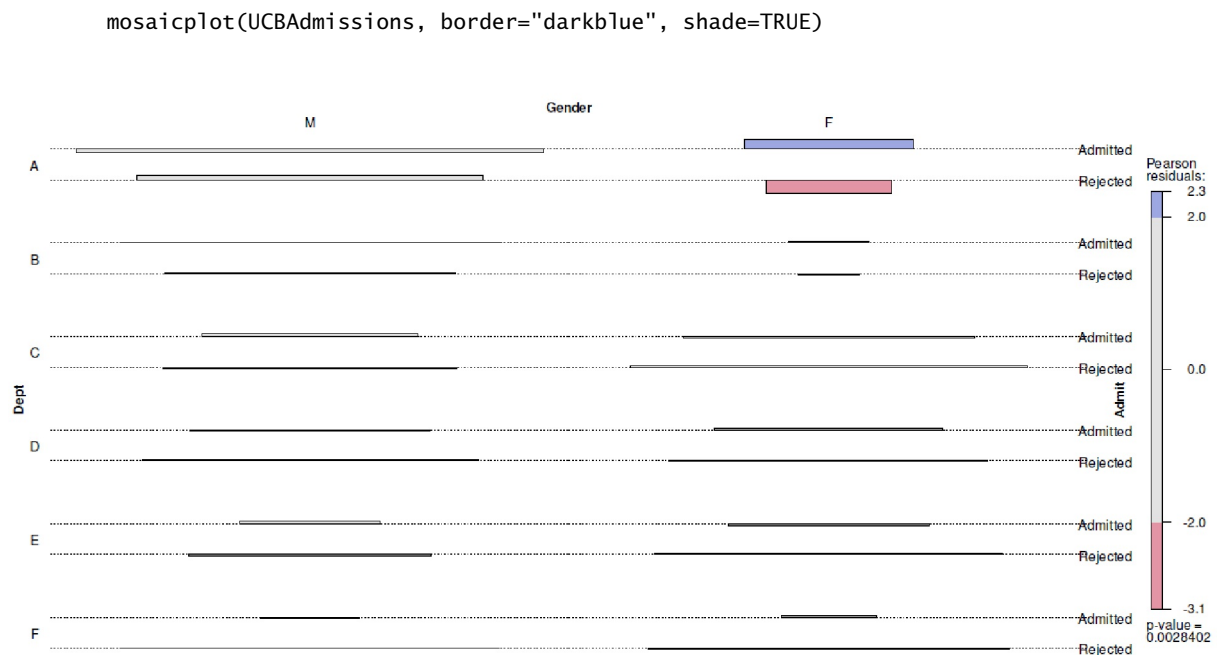 mosaicplot(UCBAdmissions, border="darkblue", shade=TRUE)
Gender
M F
A
Admitted
Rejected
B
Admitted
Rejected
C
Admitted
Rejected
D
Admitted
Rejected
E
Admitted
Rejected
F
Admitted
Rejected
Dept
Admit
Pearson
residuals:
2.3
2.0
0.0
-2.0
-3.1
p-value =
0.0028402